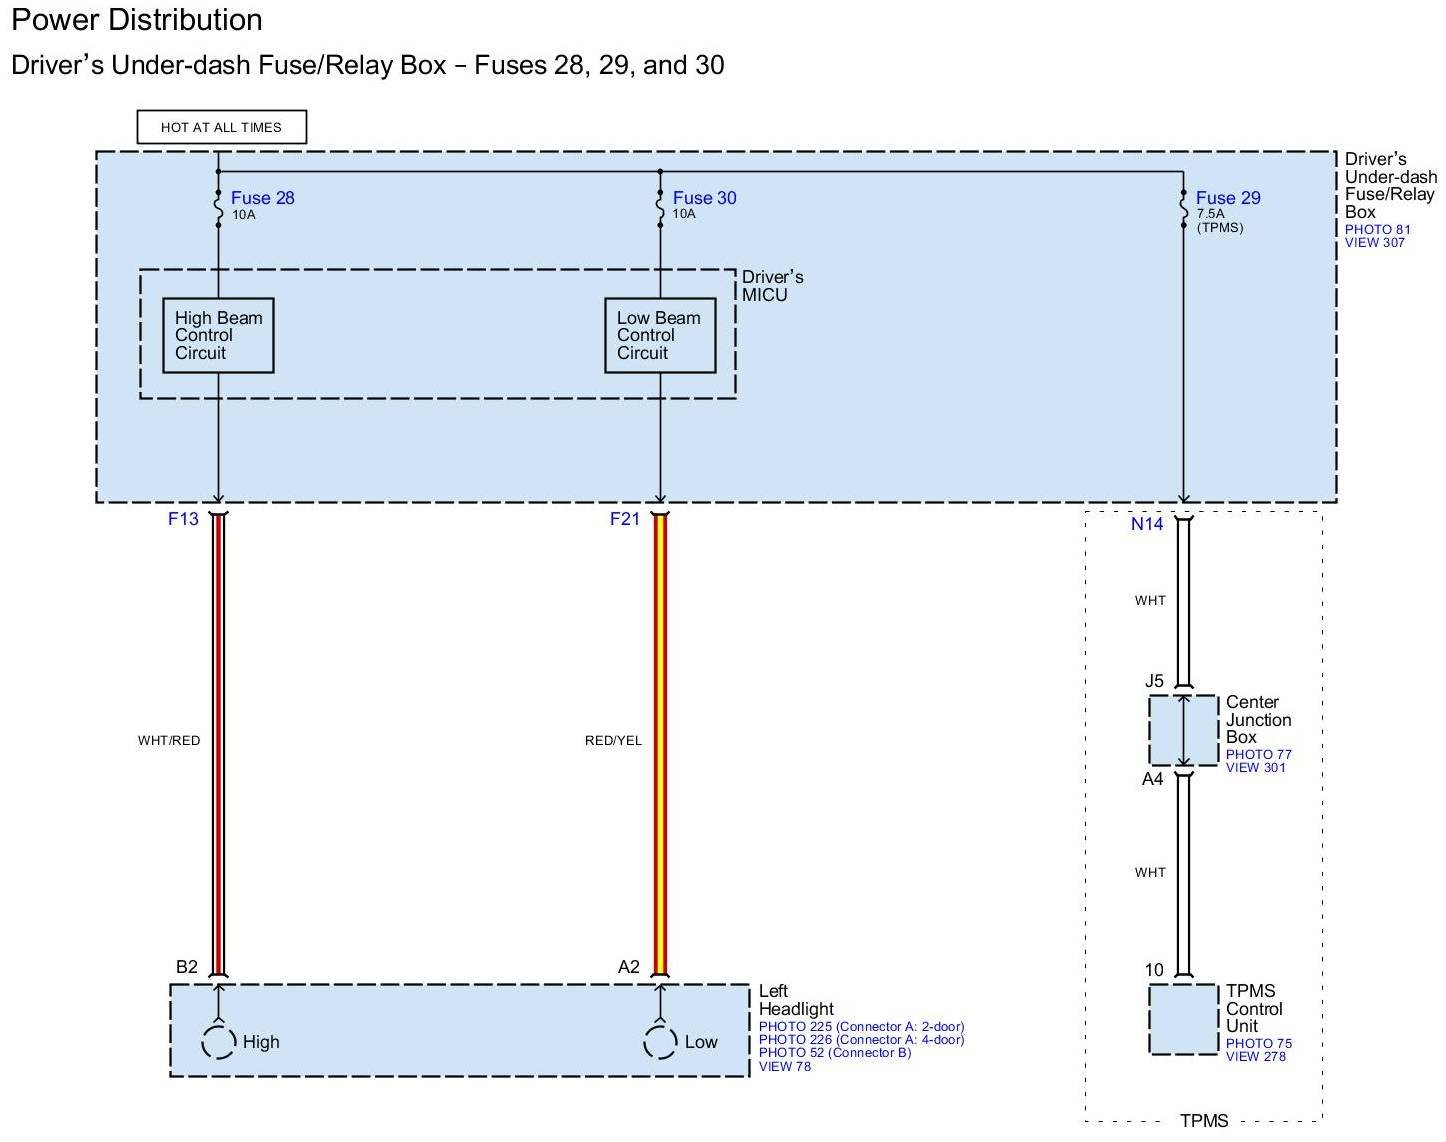 Power Distribution
Driver's Under-dash Fuse/Relay Box – Fuses 28, 29, and 30
HOT AT ALL TIMES
Driver's
Under-dash
Fuse/Relay
Box
PHOTO 81
VIEW 307
Fuse 28
10A
Fuse 30
10A
Fuse 29
7.5A
(TPMS)
Driver's
MICU
High Beam
Control
Circuit
Low Beam
Control
Circuit
F13
F21
N14
WHT
J5
Center
Junction
Box
PHOTO 77
VIEW 301
WHT/RED
RED/YEL
A4
WHT
B2
A2
10
Left
Headlight
PHOTO 225 (Connector A: 2-door)
PHOTO 226 (Connector A: 4-door)
PHOTO 52 (Connector B)
VIEW 78
High
Low
TPMS
Control
Unit
PHOTO 75
VIEW 278
TPMS